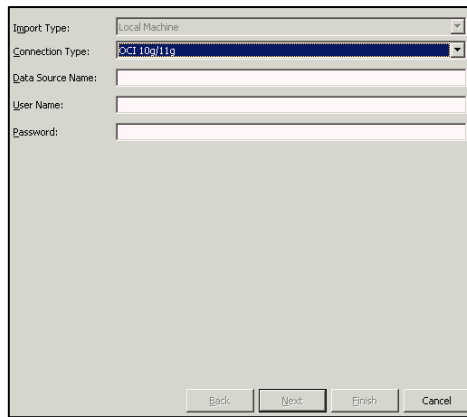 Import Type: Local Machine
Connection Type: OCI 10g/11g
Data Source Name:
User Name:
Password:
Back Next Finish Cancel